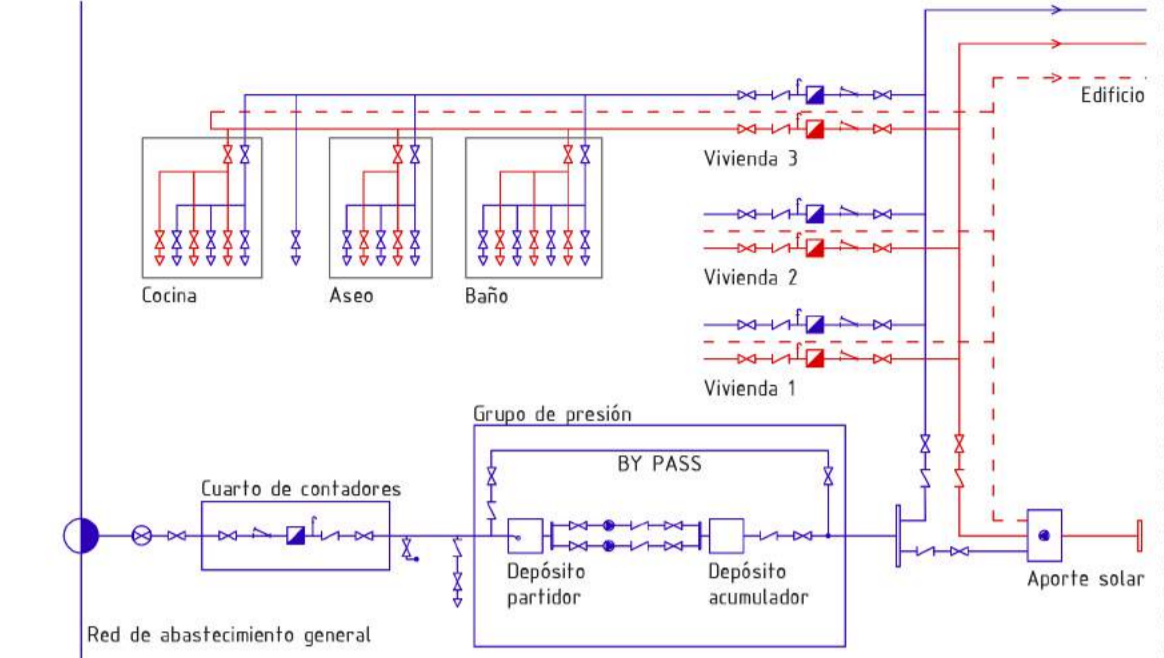 Edificio
Vivienda 3
Vivienda 2
Cocina
Aseo
Baño
Vivienda 1
Grupo de presión
BY PASS
Cuarto de contadores
Depósito
partidor
Depósito
acumulador
Aporte solar
Red de abastecimiento general